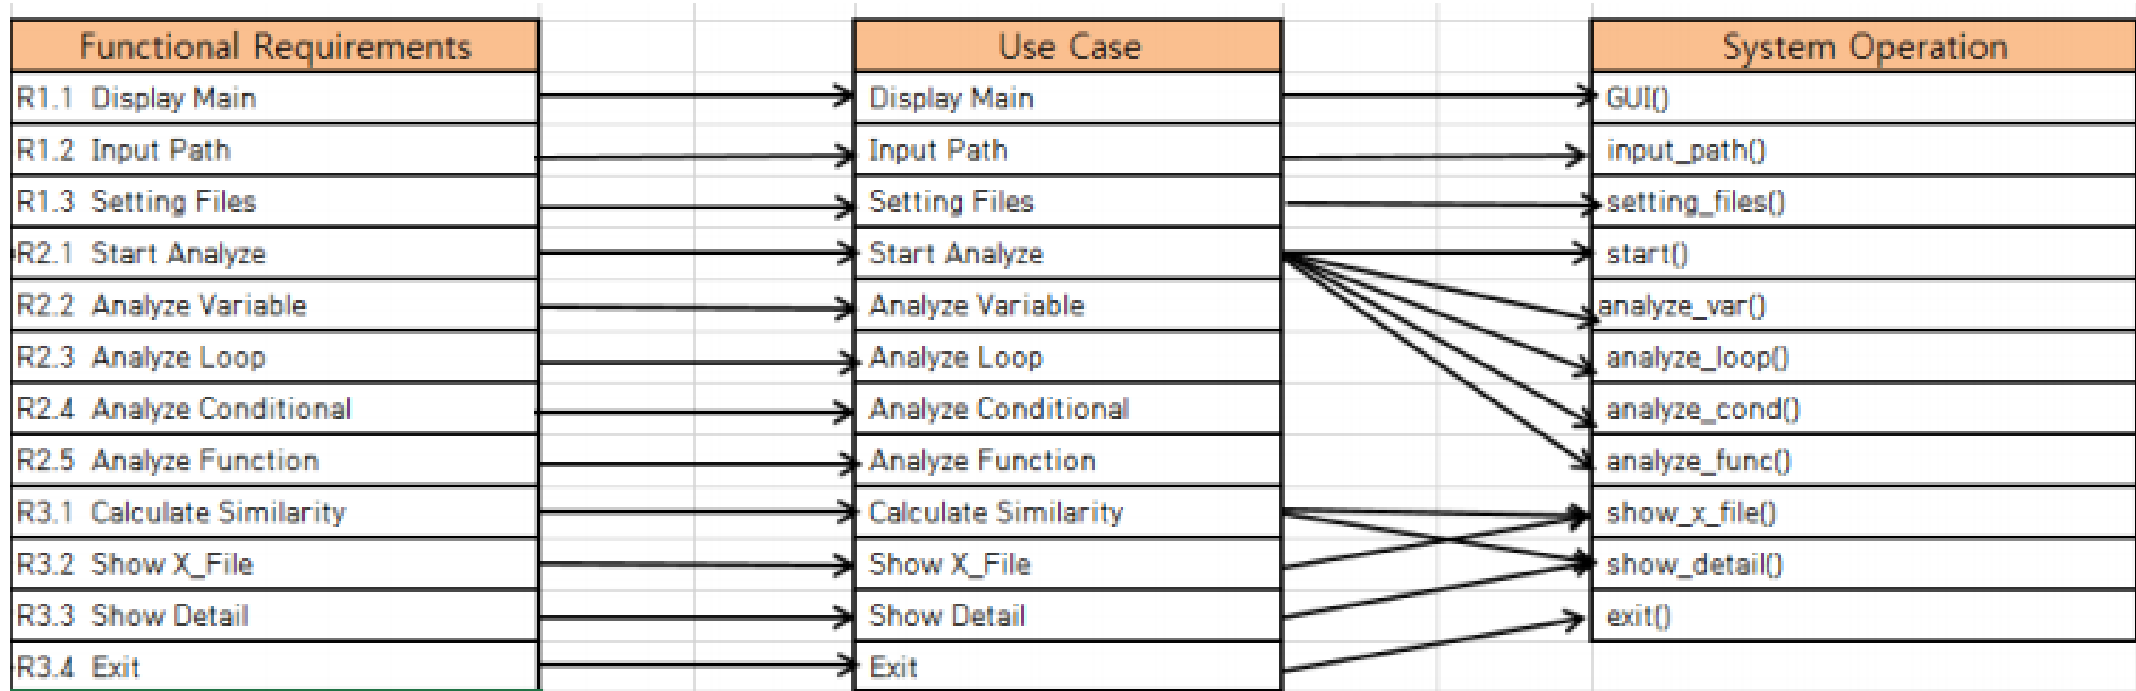 Functional Requirements Use Case System Operation
R1.1 Display Main Display Main GUI()
R1.2 Input Path Input Path input_path()
R1.3 Setting Files Setting Files setting_files()
R2.1 Start Analyze Start Analyze start()
R2.2 Analyze Variable Analyze Variable analyze_var()
R2.3 Analyze Loop Analyze Loop analyze_loop()
R2.4 Analyze Conditional Analyze Conditional analyze_cond()
R2.5 Analyze Function Analyze Function analyze_func()
R3.1 Calculate Similarity Calculate Similarity show_x_file()
R3.2 Show X_File Show X_File show_detail()
R3.3 Show Detail Show Detail exit()
R3.4 Exit Exit